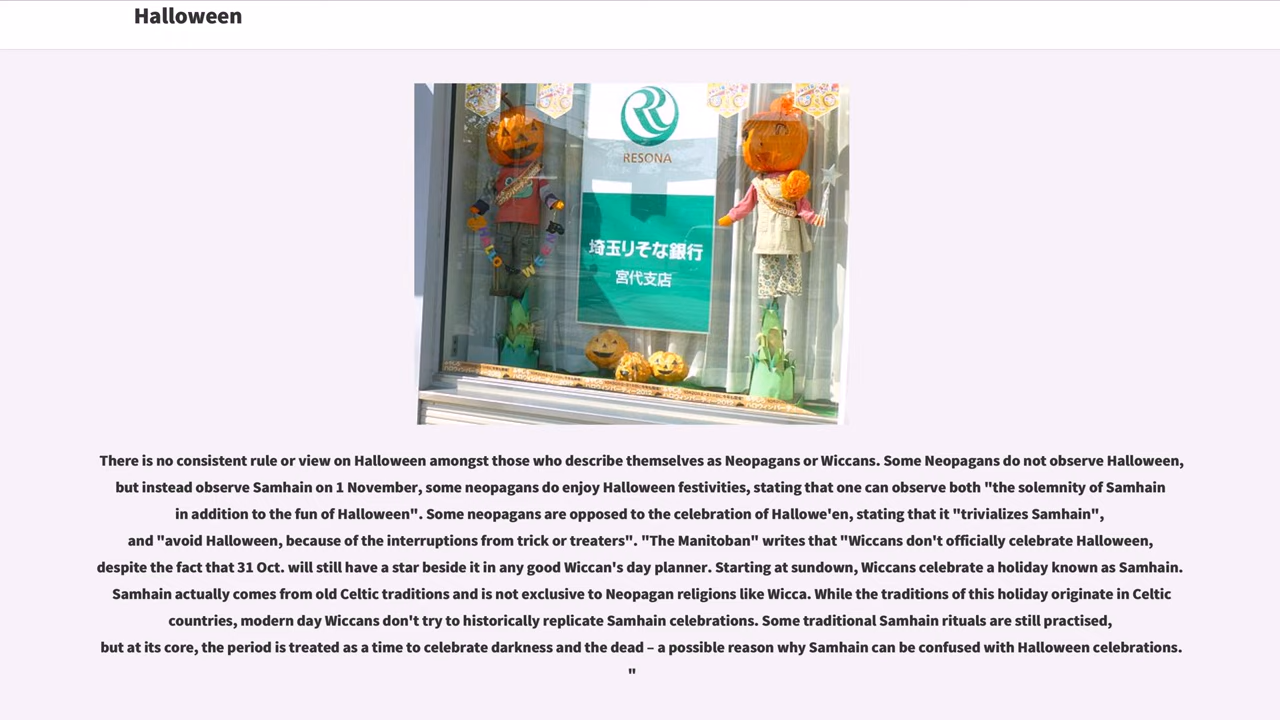 Halloween
RESONA
埼玉りそな銀行
宮代支店
There is no consistent rule or view on Halloween amongst those who describe themselves as Neopagans or Wiccans. Some Neopagans do not observe Halloween,
but instead observe Samhain on 1 November, some neopagans do enjoy Halloween festivities, stating that one can observe both "the solemnity of Samhain
in addition to the fun of Halloween". Some neopagans are opposed to the celebration of Hallowe'en, stating that it "trivializes Samhain",
and "avoid Halloween, because of the interruptions from trick or treaters". "The Manitoban" writes that "Wiccans don't officially celebrate Halloween,
despite the fact that 31 Oct. will still have a star beside it in any good Wiccan's day planner. Starting at sundown, Wiccans celebrate a holiday known as Samhain.
Samhain actually comes from old Celtic traditions and is not exclusive to Neopagan religions like Wicca. While the traditions of this holiday originate in Celtic
countries, modern day Wiccans don't try to historically replicate Samhain celebrations. Some traditional Samhain rituals are still practised,
but at its core, the period is treated as a time to celebrate darkness and the dead – a possible reason why Samhain can be confused with Halloween celebrations.
"